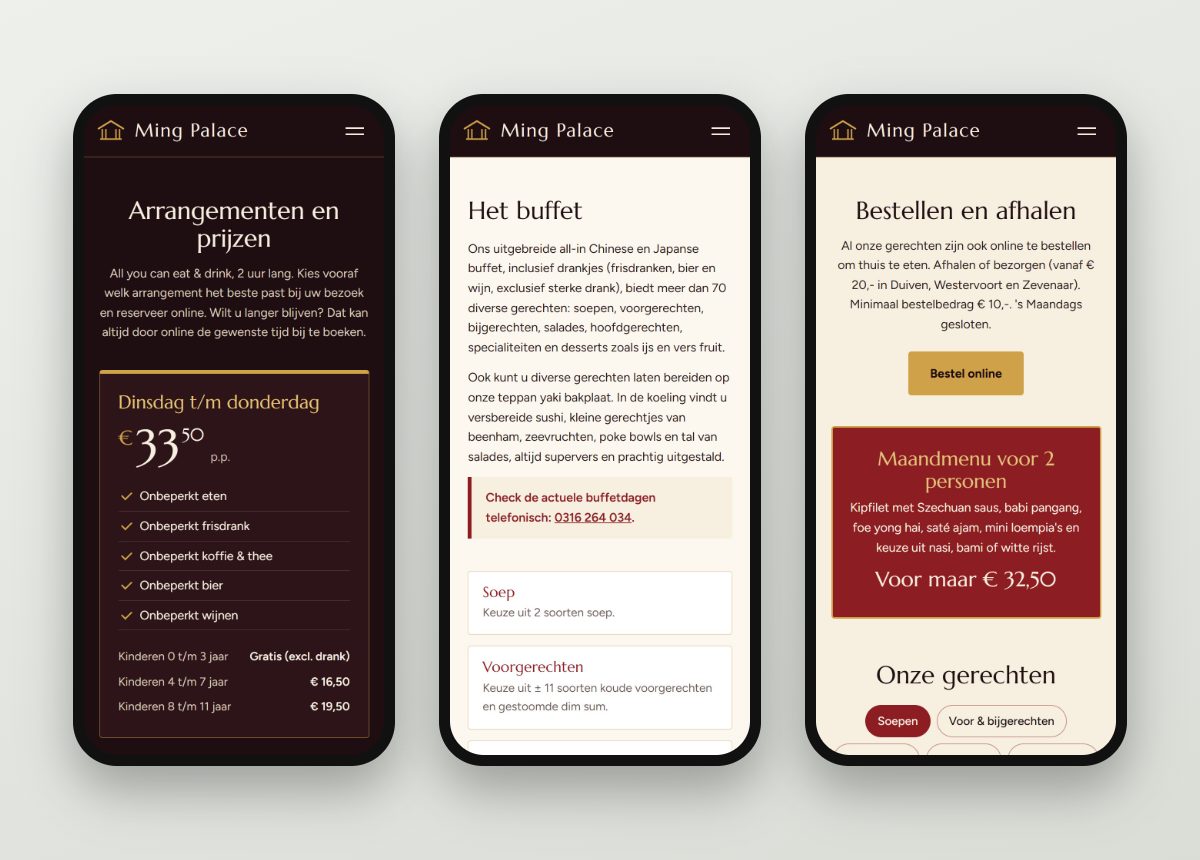 Ming Palace
Arrangementen en
prijzen
All you can eat & drink, 2 uur lang. Kies vooraf
welk arrangement het beste past bij uw bezoek
en reserveer online. Wilt u langer blijven? Dat kan
altijd door online de gewenste tijd bij te boeken.
Dinsdag t/m donderdag
€33⁵⁰ p.p.
Onbeperkt eten
Onbeperkt frisdrank
Onbeperkt koffie & thee
Onbeperkt bier
Onbeperkt wijnen
Kinderen 0 t/m 3 jaar Gratis (excl. drank)
Kinderen 4 t/m 7 jaar € 16,50
Kinderen 8 t/m 11 jaar € 19,50
Ming Palace
Het buffet
Ons uitgebreide all-in Chinese en Japanse
buffet, inclusief drankjes (frisdranken, bier en
wijn, exclusief sterke drank), biedt meer dan 70
diverse gerechten: soepen, voorgerechten,
bijgerechten, salades, hoofdgerechten,
specialiteiten en desserts zoals ijs en vers fruit.
Ook kunt u diverse gerechten laten bereiden op
onze teppan yaki bakplaat. In de koeling vindt u
versbereide sushi, kleine gerechtjes van
beenham, zeevruchten, poke bowls en tal van
salades, altijd supervers en prachtig uitgestald.
Check de actuele buffetdagen
telefonisch: 0316 264 034.
Soep
Keuze uit 2 soorten soep.
Voorgerechten
Keuze uit ± 11 soorten koude voorgerechten
en gestoomde dim sum.
Ming Palace
Bestellen en afhalen
Al onze gerechten zijn ook online te bestellen
om thuis te eten. Afhalen of bezorgen (vanaf €
20,- in Duiven, Westervoort en Zevenaar).
Minimaal bestelbedrag € 10,-. 's Maandags
gesloten.
Bestel online
Maandmenu voor 2
personen
Kipfilet met Szechuan saus, babi pangang,
foe yong hai, saté ajam, mini loempia's en
keuze uit nasi, bami of witte rijst.
Voor maar € 32,50
Onze gerechten
Soepen
Voor & bijgerechten